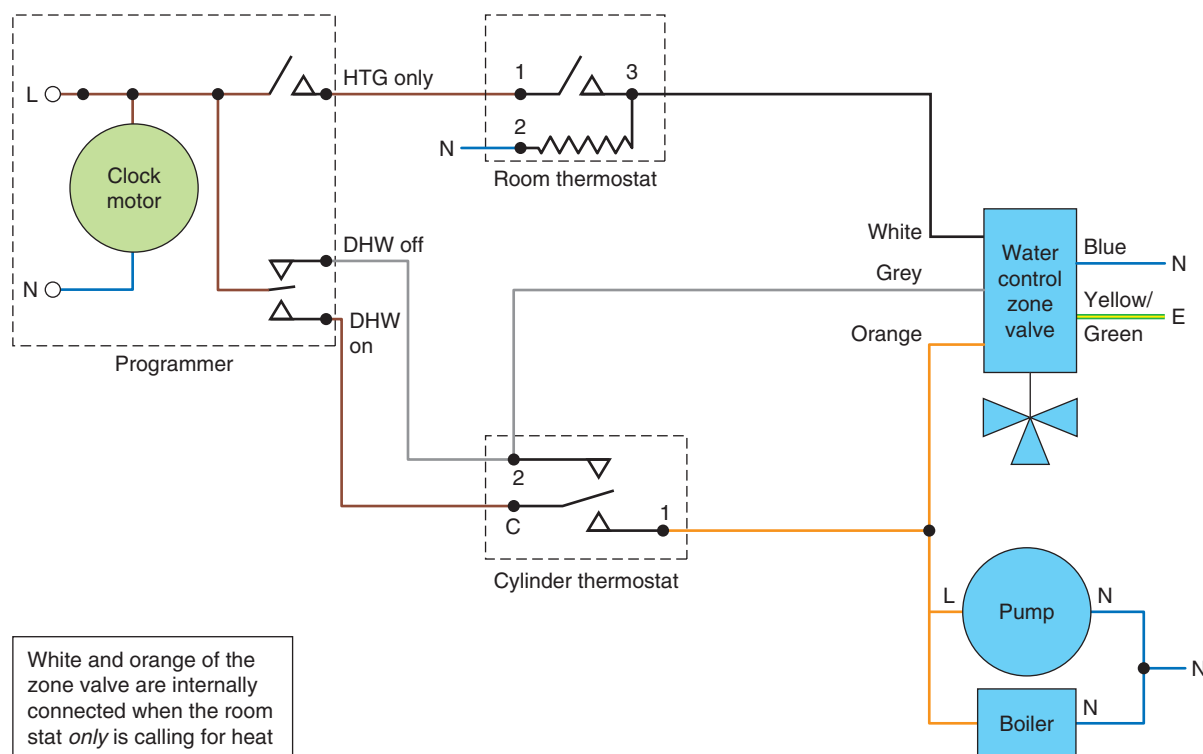 HTG only
1
3
L
2
N
Clock
motor
Room thermostat
DHW off
White
Water
control
zone
valve
Blue
N
Grey
N
Yellow/
Green
E
DHW
on
Orange
Programmer
2
C
1
Cylinder thermostat
L
Pump
N
N
White and orange of the
zone valve are internally
connected when the room
stat only is calling for heat
Boiler
N